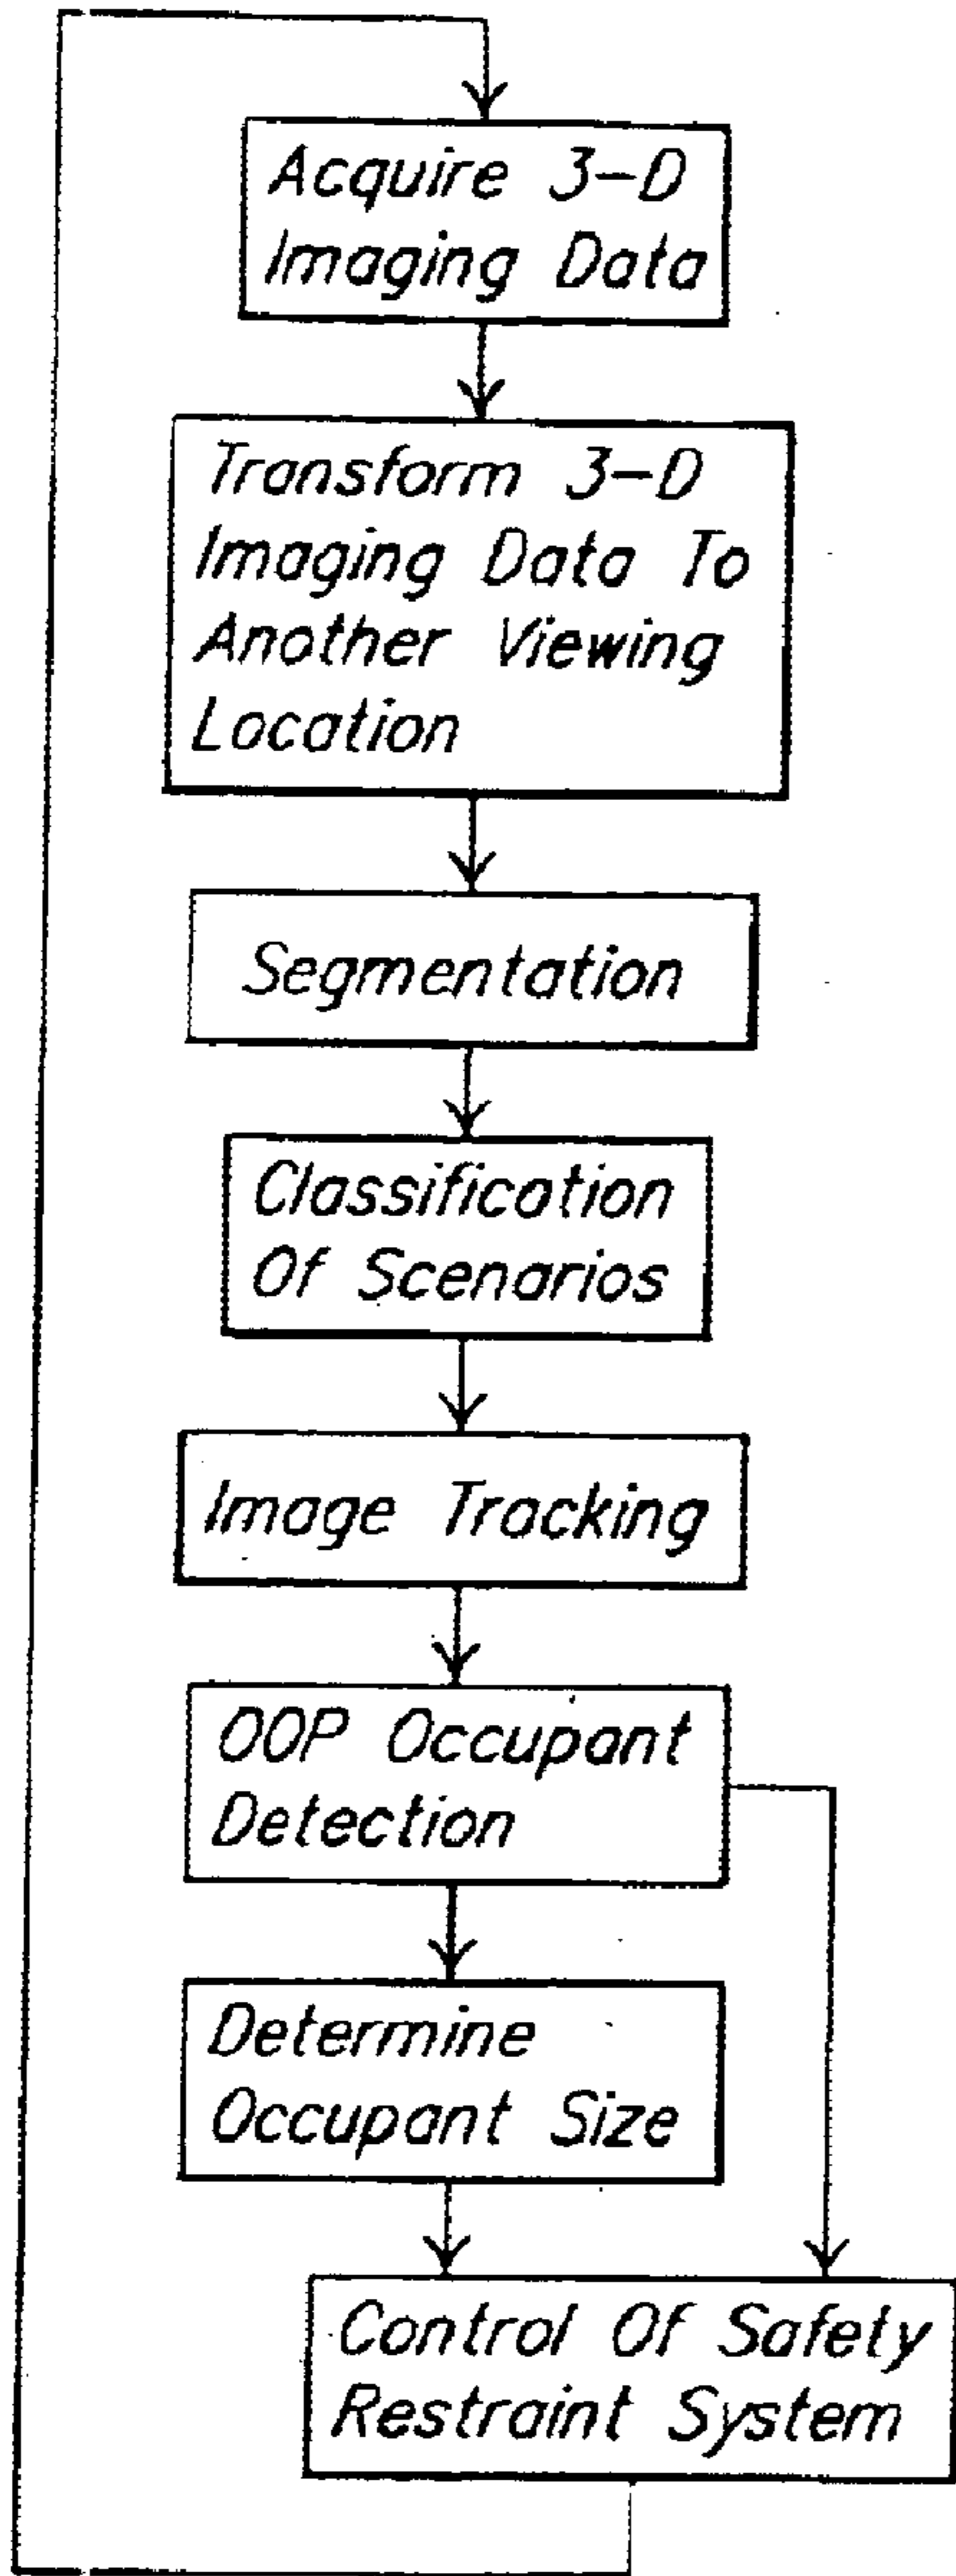 Acquire 3-D
Imaging Data
Transform 3-D
Imaging Data To
Another Viewing
Location
Segmentation
Classification
Of Scenarios
Image Tracking
OOP Occupant
Detection
Determine
Occupant Size
Control Of Safety
Restraint System